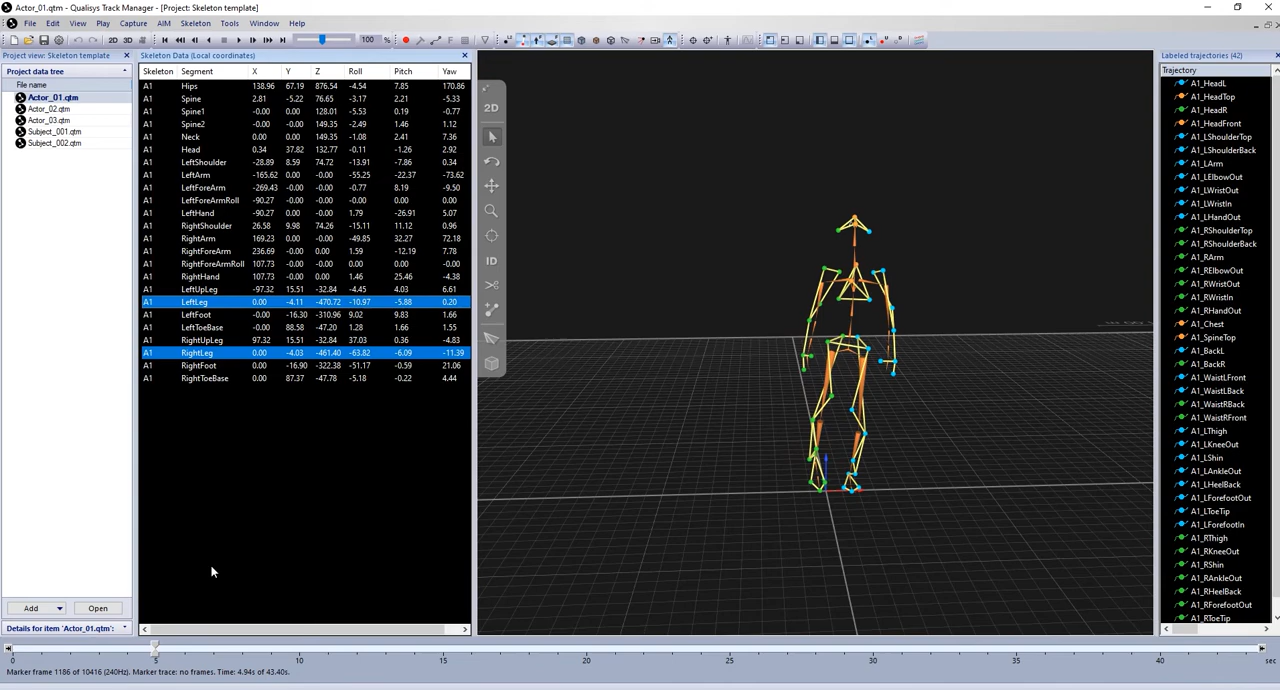 Actor_01.qtm - Qualisys Track Manager - [Project: Skeleton template]
File Edit View Play Capture AIM Skeleton Tools Window Help
2D 3D 100 %
Project view: Skeleton template
Project data tree
File name
Actor_01.qtm
Actor_02.qtm
Actor_03.qtm
Subject_001.qtm
Subject_002.qtm
Add Open
Details for item 'Actor_01.qtm'
Skeleton Data (Local coordinates)
Skeleton Segment X Y Z Roll Pitch Yaw
A1 Hips 138.96 67.19 876.54 -4.54 7.85 170.86
A1 Spine 2.81 -5.22 76.65 -3.17 2.21 -5.33
A1 Spine1 -0.00 0.00 128.01 -5.53 0.19 -0.77
A1 Spine2 -0.00 0.00 149.35 -2.49 1.46 1.12
A1 Neck 0.00 0.00 149.35 -1.08 2.41 7.36
A1 Head 0.34 37.82 132.77 -0.11 -1.26 2.92
A1 LeftShoulder -28.89 8.59 74.72 -13.91 -7.86 0.34
A1 LeftArm -165.62 -0.00 -0.00 -55.25 -22.37 -73.62
A1 LeftForeArm -269.43 -0.00 -0.00 -0.77 8.19 -9.50
A1 LeftForeArmRoll -90.27 -0.00 -0.00 0.00 0.00 0.00
A1 LeftHand -90.27 0.00 0.00 1.79 -26.91 5.07
A1 RightShoulder 26.58 9.98 74.26 -15.11 11.12 0.96
A1 RightArm 169.23 0.00 -0.00 -49.85 32.27 72.18
A1 RightForeArm 236.69 -0.00 -0.00 1.59 -12.19 7.78
A1 RightForeArmRoll 107.73 -0.00 -0.00 0.00 0.00 -0.00
A1 RightHand 107.73 -0.00 0.00 1.46 25.46 -4.38
A1 LeftUpLeg -97.32 15.51 -32.84 -4.45 4.03 6.61
A1 LeftLeg 0.00 -4.11 -470.72 -10.97 -5.88 0.20
A1 LeftFoot -0.00 -16.30 -310.96 9.02 9.83 1.66
A1 LeftToeBase -0.00 88.58 -47.20 1.28 1.66 1.55
A1 RightUpLeg 97.32 15.51 -32.84 37.03 0.36 -4.83
A1 RightLeg 0.00 -4.03 -461.40 -63.82 -6.09 -11.39
A1 RightFoot 0.00 -16.90 -322.38 -51.17 -0.59 21.06
A1 RightToeBase 0.00 87.37 -47.78 -5.18 -0.22 4.44
2D
ID
Labeled trajectories (42)
Trajectory
A1_HeadL
A1_HeadTop
A1_HeadR
A1_HeadFront
A1_LShoulderTop
A1_LShoulderBack
A1_LArm
A1_LElbowOut
A1_LWristOut
A1_LWristIn
A1_LHandOut
A1_RShoulderTop
A1_RShoulderBack
A1_RArm
A1_RElbowOut
A1_RWristOut
A1_RWristIn
A1_RHandOut
A1_Chest
A1_SpineTop
A1_BackL
A1_BackR
A1_WaistLFront
A1_WaistLBack
A1_WaistRBack
A1_WaistRFront
A1_LThigh
A1_LKneeOut
A1_LShin
A1_LAnkleOut
A1_LHeelBack
A1_LForefootOut
A1_LToeTip
A1_LForefootIn
A1_RThigh
A1_RKneeOut
A1_RShin
A1_RAnkleOut
A1_RHeelBack
A1_RForefootOut
A1_RToeTip
0 5 10 15 20 25 30 35 40 sec
Marker frame 1186 of 10416 (240Hz). Marker trace: no frames. Time: 4.94s of 43.40s.